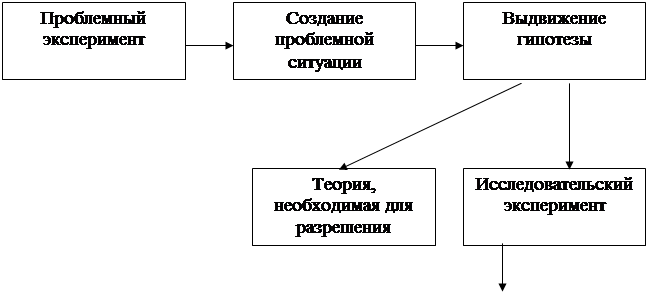 Проблемный
эксперимент
Создание
проблемной
ситуации
Выдвижение
гипотезы
Теория,
необходимая для
разрешения
Исследовательский
эксперимент